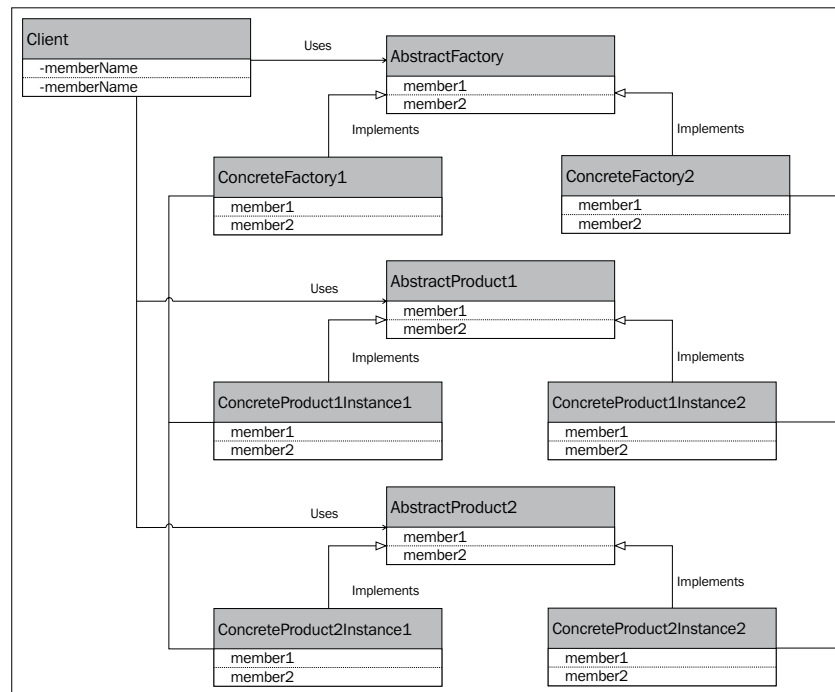 Client
-memberName
-memberName
Uses
AbstractFactory
member1
member2
Implements
Implements
ConcreteFactory1
member1
member2
ConcreteFactory2
member1
member2
Uses
AbstractProduct1
member1
member2
Implements
Implements
ConcreteProduct1Instance1
member1
member2
ConcreteProduct1Instance2
member1
member2
Uses
AbstractProduct2
member1
member2
Implements
Implements
ConcreteProduct2Instance1
member1
member2
ConcreteProduct2Instance2
member1
member2